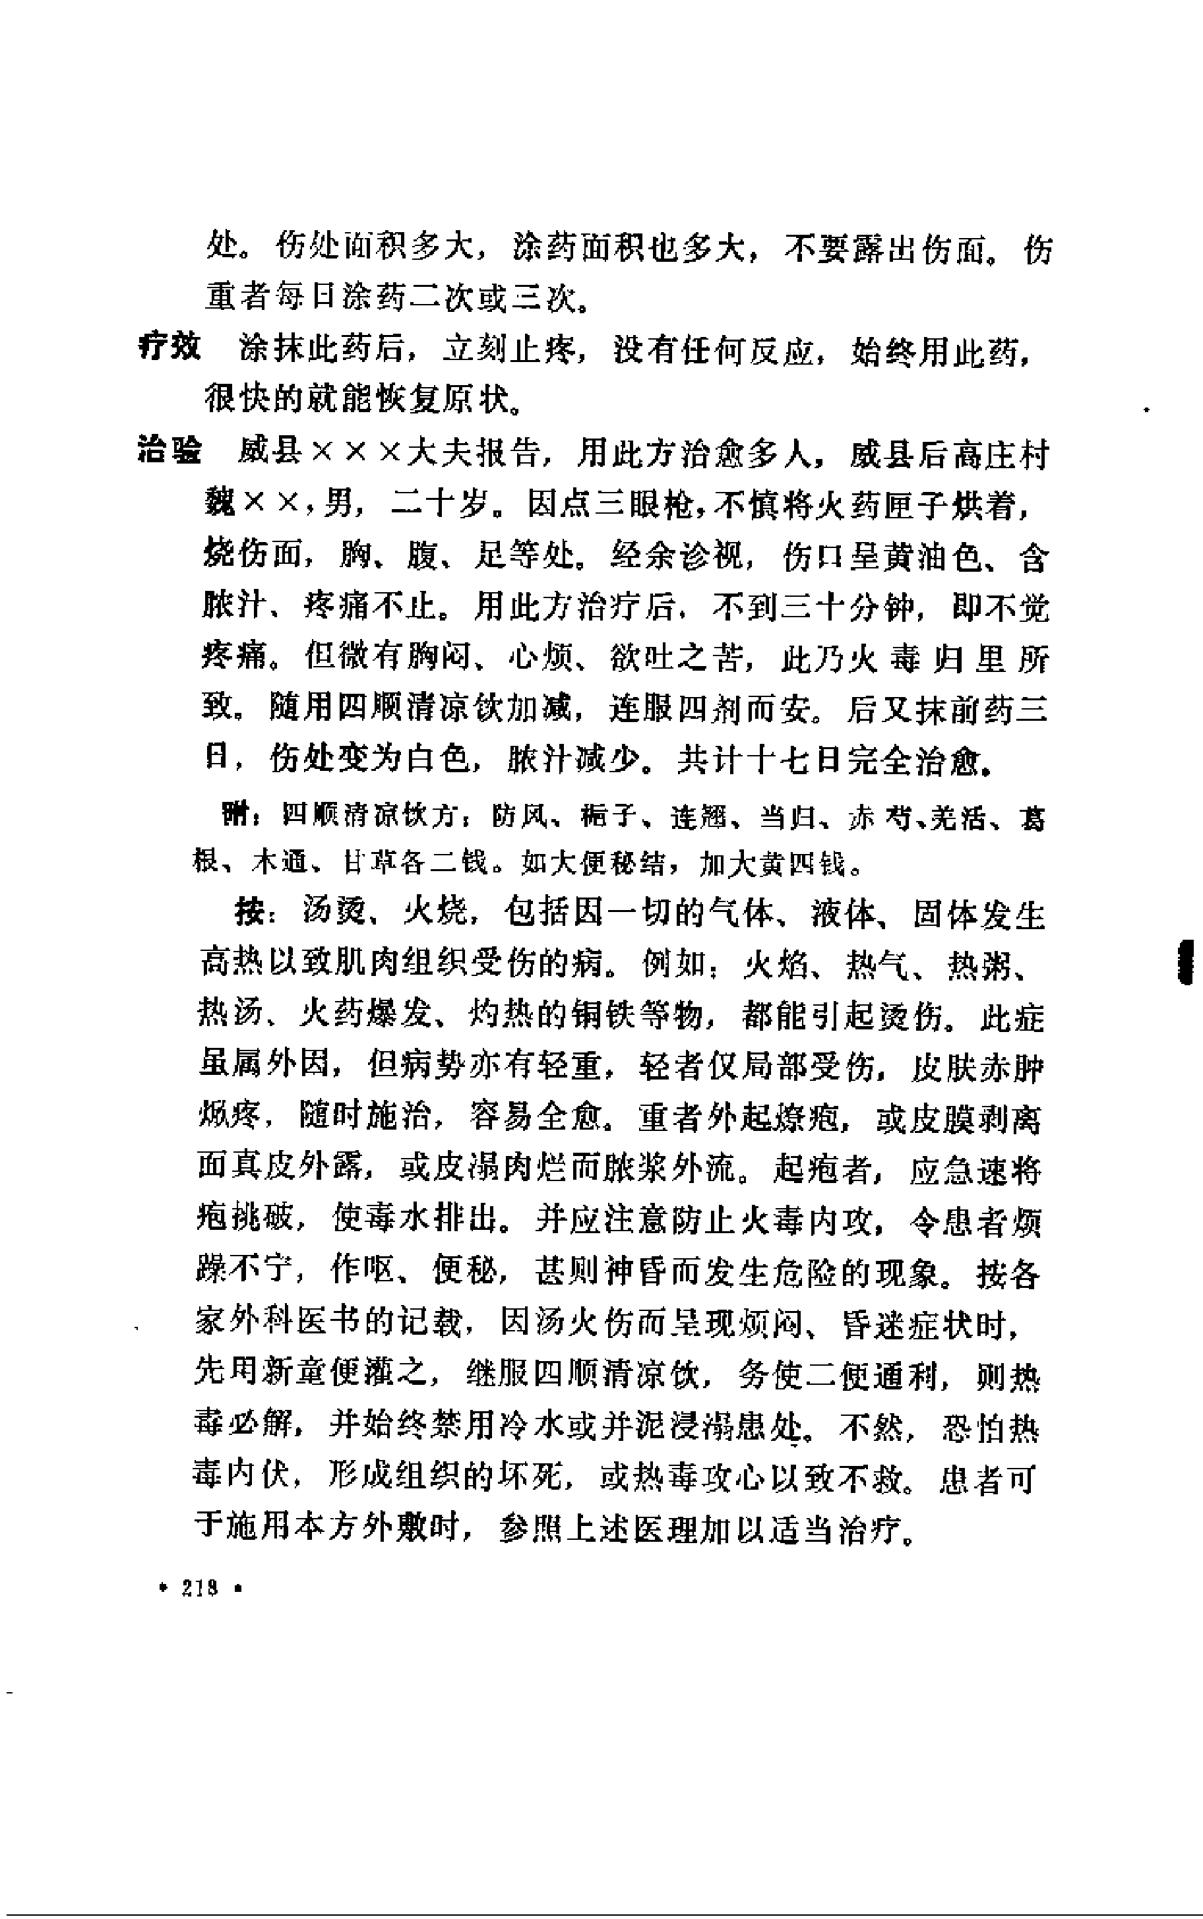 处。伤处面积多大，涂药面积也多大，不要露出伤面。伤
重者每日涂药二次或三次。
疗效 涂抹此药后，立刻止疼，没有任何反应，始终用此药，
很快的就能恢复原状。
治验 威县×××大夫报告，用此方治愈多人，威县后高庄村
魏××，男，二十岁。因点三眼枪，不慎将火药匣子烘着，
烧伤面，胸、腹、足等处。经余诊视，伤口呈黄油色、含
脓汁、疼痛不止。用此方治疗后，不到三十分钟，即不觉
疼痛。但微有胸闷、心烦、欲吐之苦，此乃火毒归里所
致。随用四顺清凉饮加减，连服四剂而安。后又抹前药三
日，伤处变为白色，脓汁减少。共计十七日完全治愈。
附：四顺清凉饮方：防风、栀子、连翘、当归、赤芍、羌活、葛
根、木通、甘草各二钱。如大便秘结，加大黄四钱。
按：汤烫、火烧，包括因一切的气体、液体、固体发生
高热以致肌肉组织受伤的病。例如：火焰、热气、热粥、
热汤、火药爆发、灼热的铜铁等物，都能引起烫伤。此症
虽属外因，但病势亦有轻重，轻者仅局部受伤，皮肤赤肿
焮疼，随时施治，容易全愈。重者外起燎疱，或皮膜剥离
面真皮外露，或皮溻肉烂而脓浆外流。起疱者，应急速将
疱挑破，使毒水排出。并应注意防止火毒内攻，令患者烦
躁不宁，作呕、便秘，甚则神昏而发生危险的现象。按各
家外科医书的记载，因汤火伤而呈现烦闷、昏迷症状时，
先用新童便灌之，继服四顺清凉饮，务使二便通利，则热
毒必解，并始终禁用冷水或井泥浸溻患处。不然，恐怕热
毒内伏，形成组织的坏死，或热毒攻心以致不救。患者可
于施用本方外敷时，参照上述医理加以适当治疗。
• 218 •